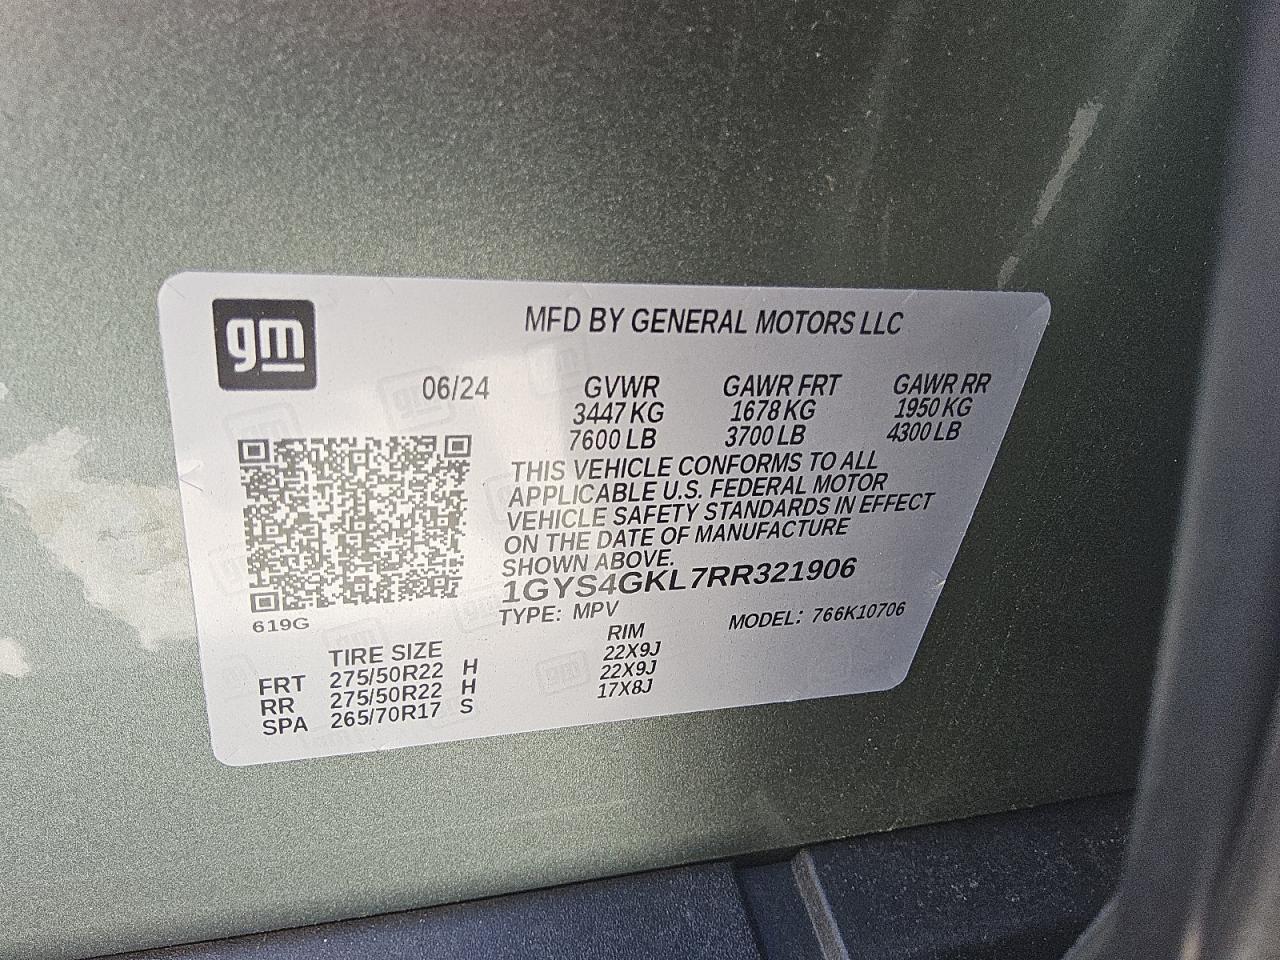 gm
MFD BY GENERAL MOTORS LLC
06/24 GVWR GAWR FRT GAWR RR
3447 KG 1678 KG 1950 KG
7600 LB 3700 LB 4300 LB
THIS VEHICLE CONFORMS TO ALL
APPLICABLE U.S. FEDERAL MOTOR
VEHICLE SAFETY STANDARDS IN EFFECT
ON THE DATE OF MANUFACTURE
SHOWN ABOVE.
1GYS4GKL7RR321906
TYPE: MPV MODEL: 766K10706
619G
TIRE SIZE RIM
FRT 275/50R22 H 22X9J
RR 275/50R22 H 22X9J
SPA 265/70R17 S 17X8J